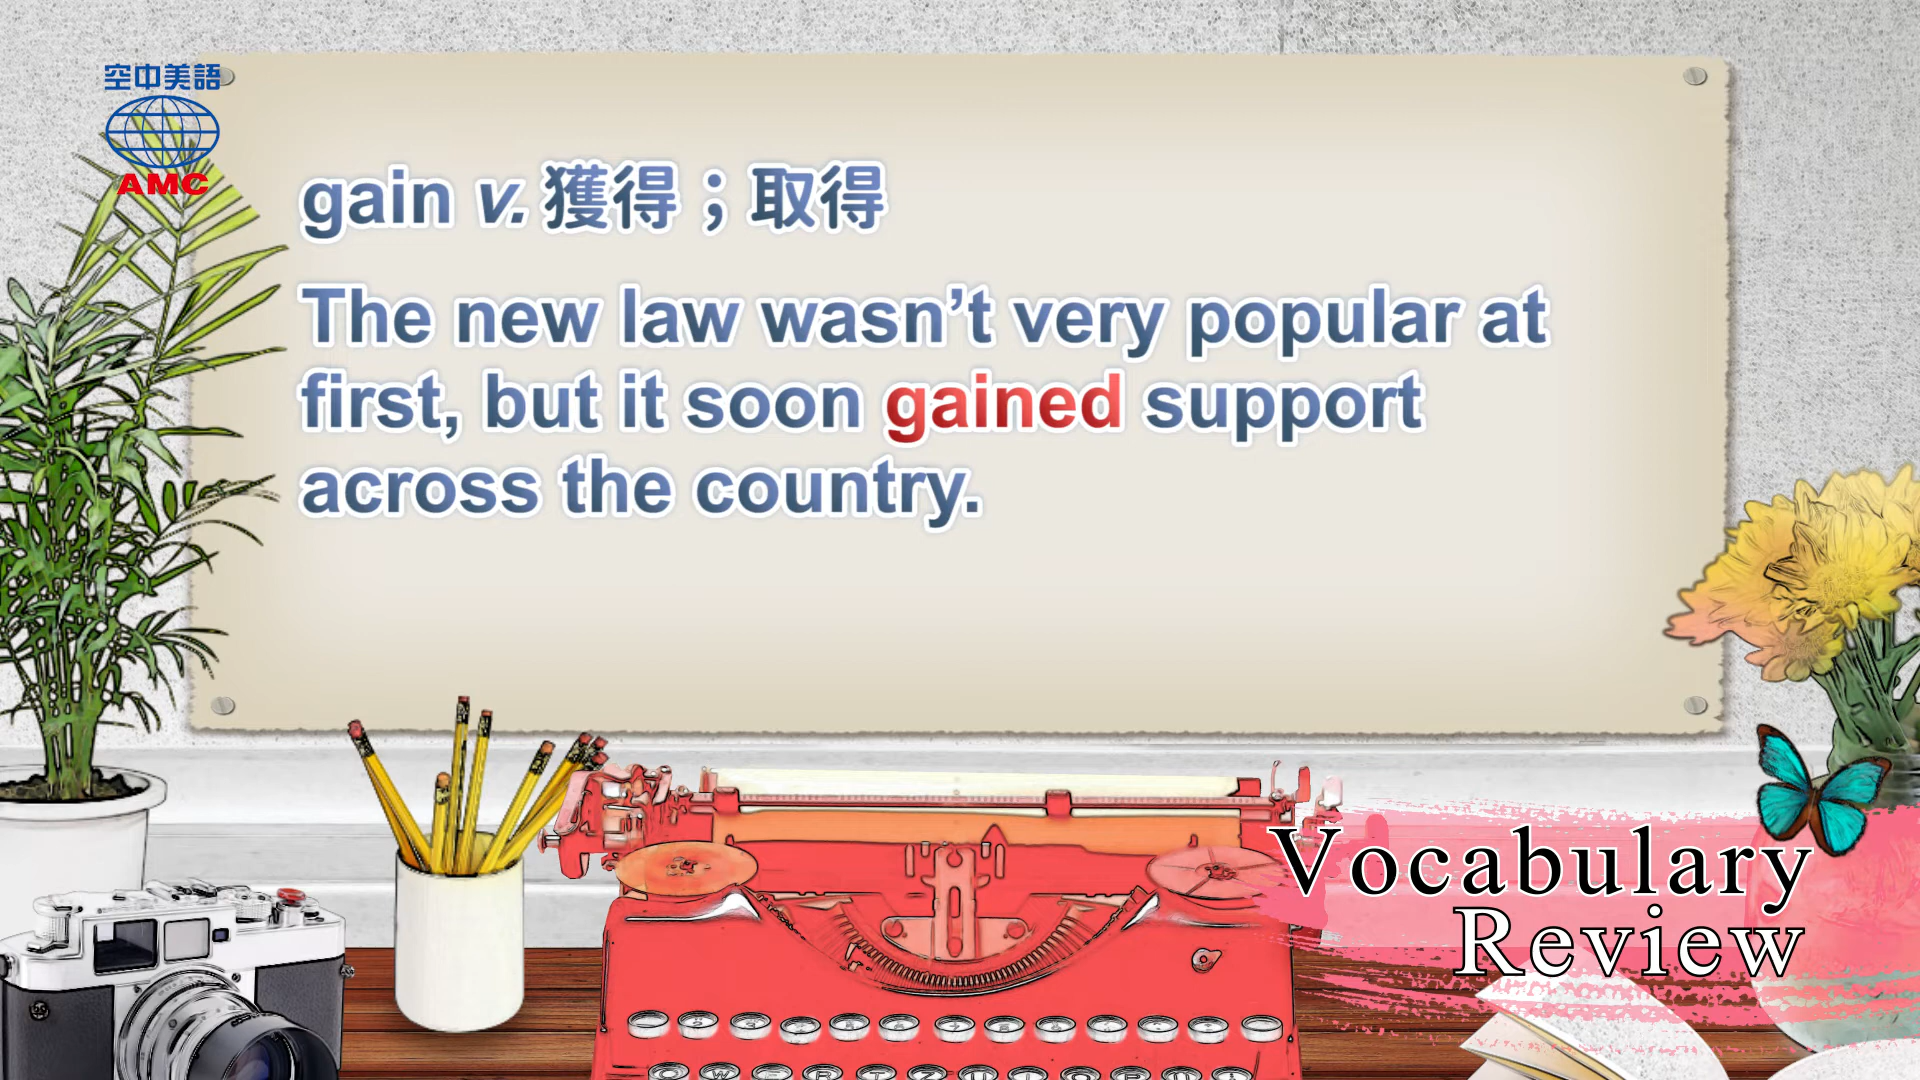 空中美語
AMC
gain v. 獲得；取得
The new law wasn’t very popular at
first, but it soon gained support
across the country.
Vocabulary
Review